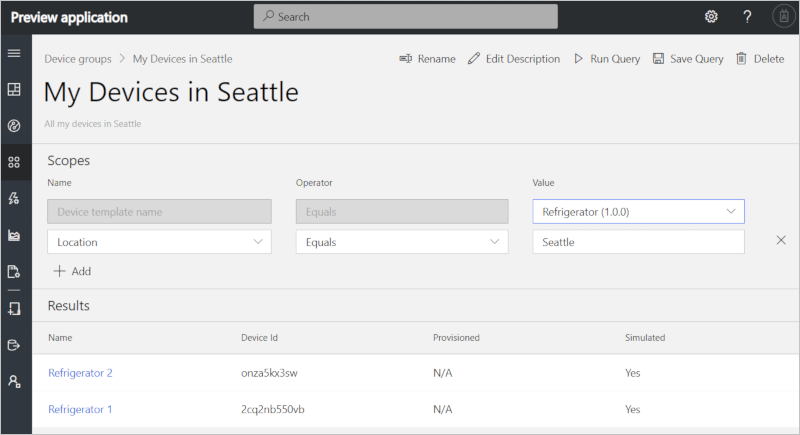 Preview application
Search
?
Device groups > My Devices in Seattle
Rename
Edit Description
Run Query
Save Query
Delete
My Devices in Seattle
All my devices in Seattle
Scopes
Name Operator Value
Device template name Equals Refrigerator (1.0.0)
Location Equals Seattle
+ Add
Results
Name Device Id Provisioned Simulated
Refrigerator 2 onza5kx3sw N/A Yes
Refrigerator 1 2cq2nb550vb N/A Yes